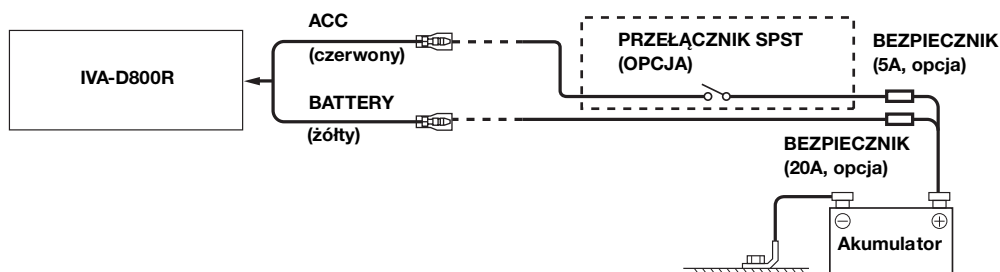 ACC
(czerwony)
IVA-D800R
BATTERY
(żółty)
PRZEŁĄCZNIK SPST
(OPCJA)
BEZPIECZNIK
(5A, opcja)
BEZPIECZNIK
(20A, opcja)
Akumulator